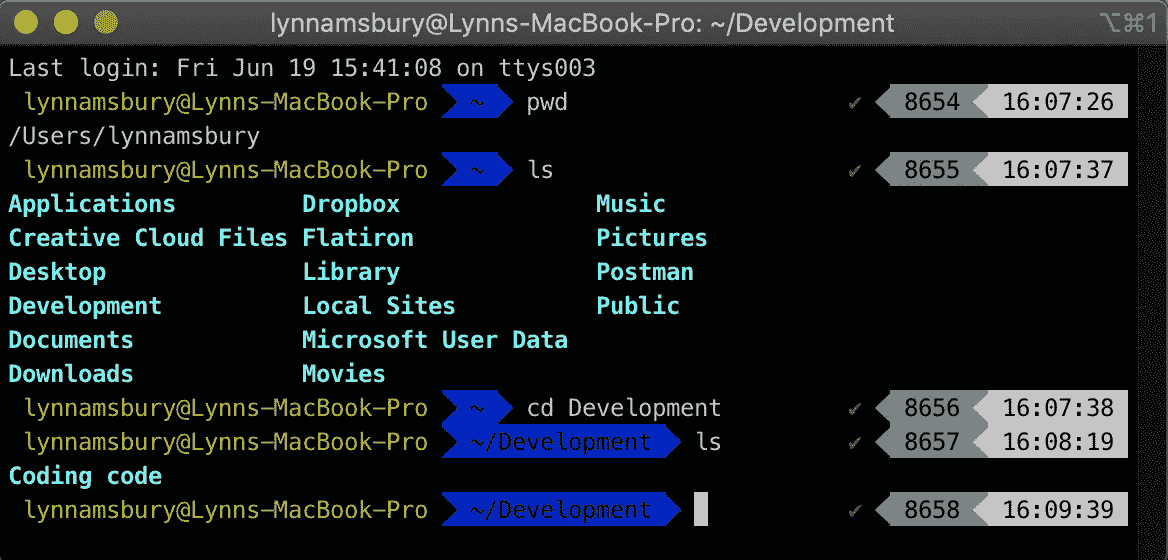 lynnamsbury@Lynns-MacBook-Pro: ~/Development ⌥⌘1
Last login: Fri Jun 19 15:41:08 on ttys003
lynnamsbury@Lynns-MacBook-Pro ~ pwd ✔ 8654 16:07:26
/Users/lynnamsbury
lynnamsbury@Lynns-MacBook-Pro ~ ls ✔ 8655 16:07:37
Applications Dropbox Music
Creative Cloud Files Flatiron Pictures
Desktop Library Postman
Development Local Sites Public
Documents Microsoft User Data
Downloads Movies
lynnamsbury@Lynns-MacBook-Pro ~ cd Development ✔ 8656 16:07:38
lynnamsbury@Lynns-MacBook-Pro ~/Development ls ✔ 8657 16:08:19
Coding code
lynnamsbury@Lynns-MacBook-Pro ~/Development ✔ 8658 16:09:39